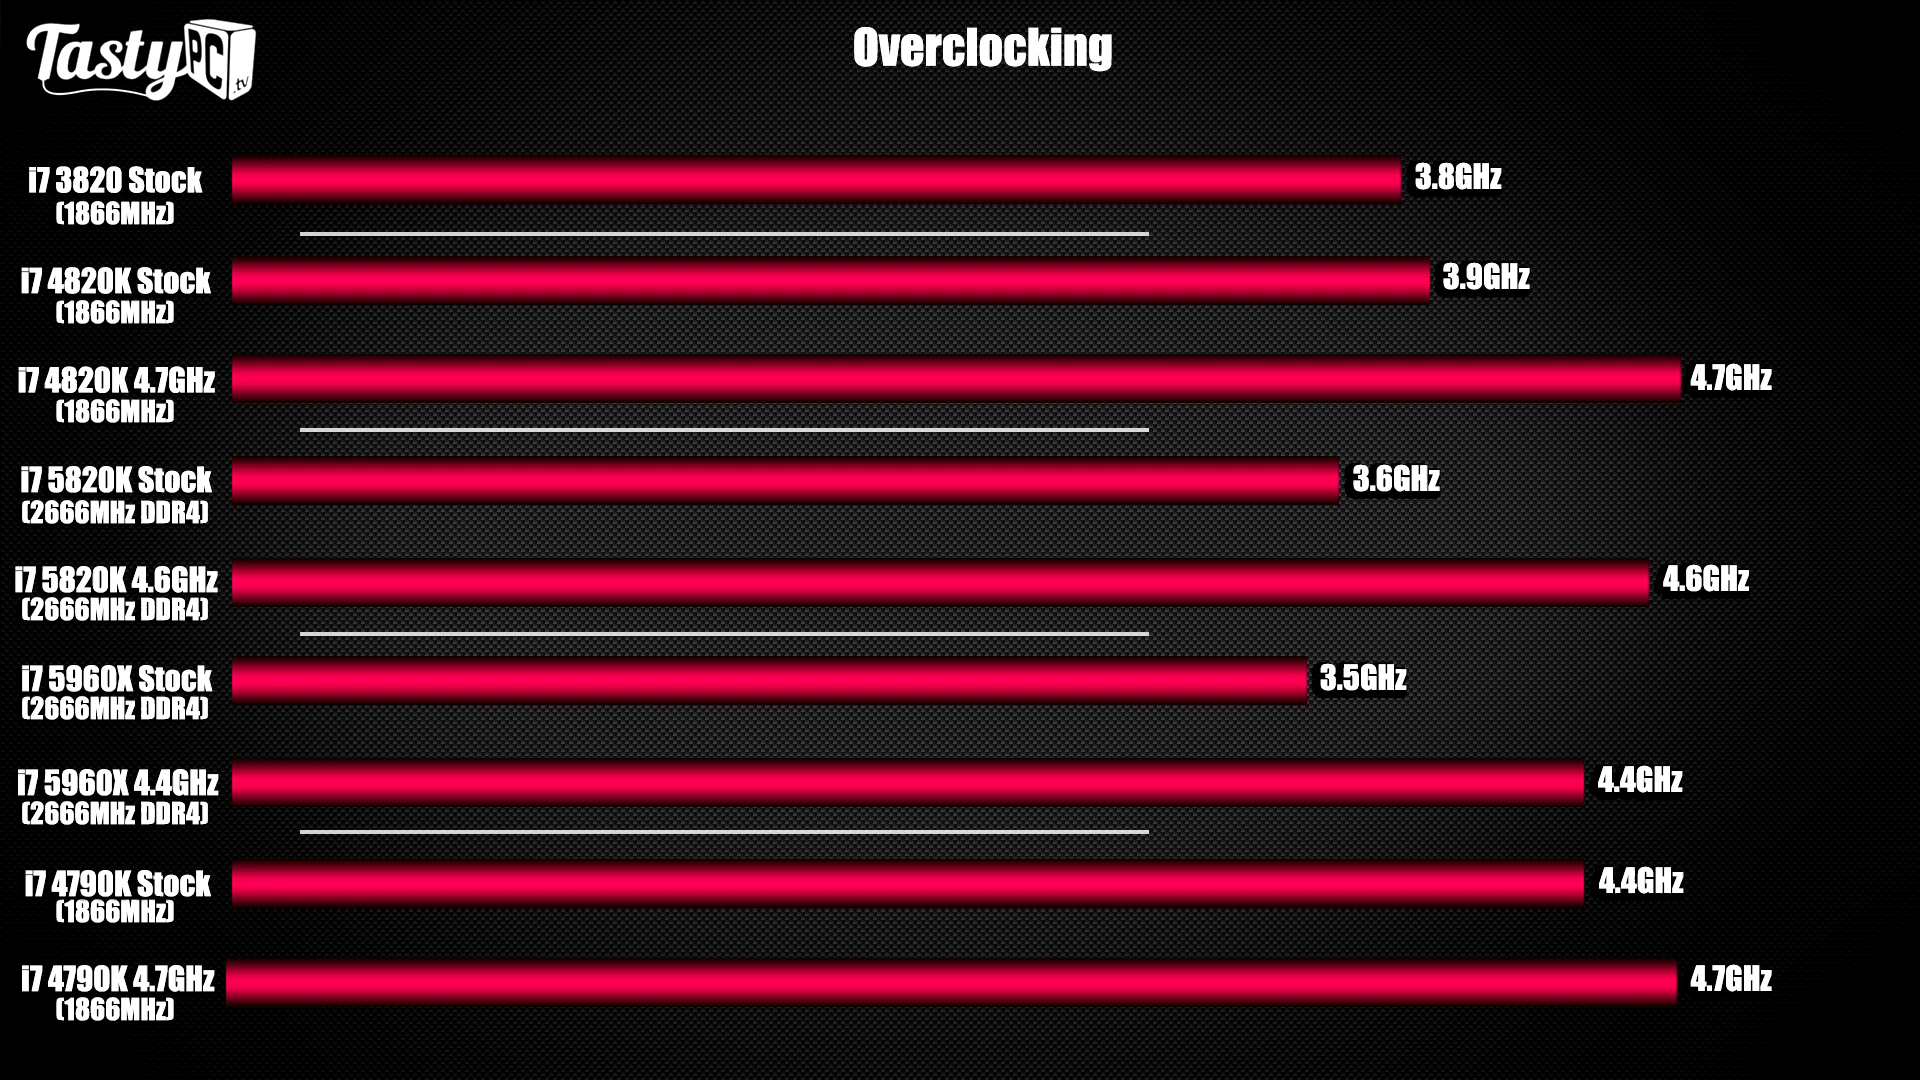 TastyPC.tv
Overclocking
i7 3820 Stock
(1866MHz)
3.8GHz
i7 4820K Stock
(1866MHz)
3.9GHz
i7 4820K 4.7GHz
(1866MHz)
4.7GHz
i7 5820K Stock
(2666MHz DDR4)
3.6GHz
i7 5820K 4.6GHz
(2666MHz DDR4)
4.6GHz
i7 5960X Stock
(2666MHz DDR4)
3.5GHz
i7 5960X 4.4GHz
(2666MHz DDR4)
4.4GHz
i7 4790K Stock
(1866MHz)
4.4GHz
i7 4790K 4.7GHz
(1866MHz)
4.7GHz